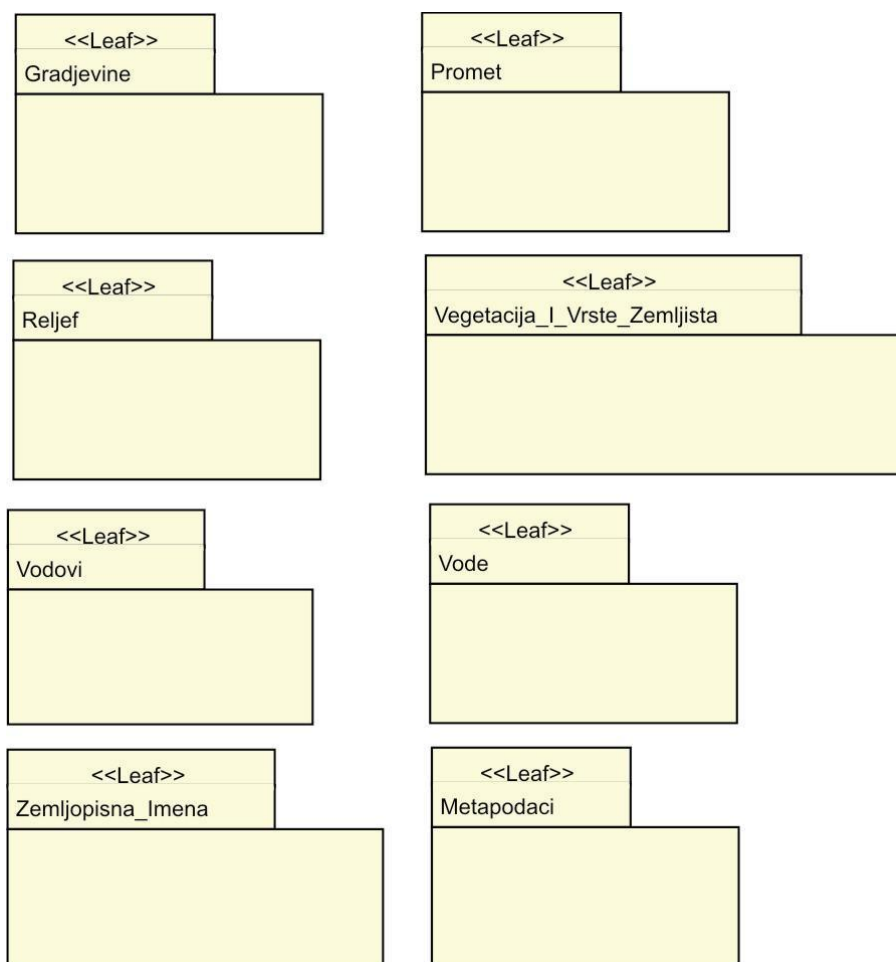 <<Leaf>>
Gradjevine
<<Leaf>>
Promet
<<Leaf>>
Reljef
<<Leaf>>
Vegetacija_I_Vrste_Zemljista
<<Leaf>>
Vodovi
<<Leaf>>
Vode
<<Leaf>>
Zemljopisna_Imena
<<Leaf>>
Metapodaci